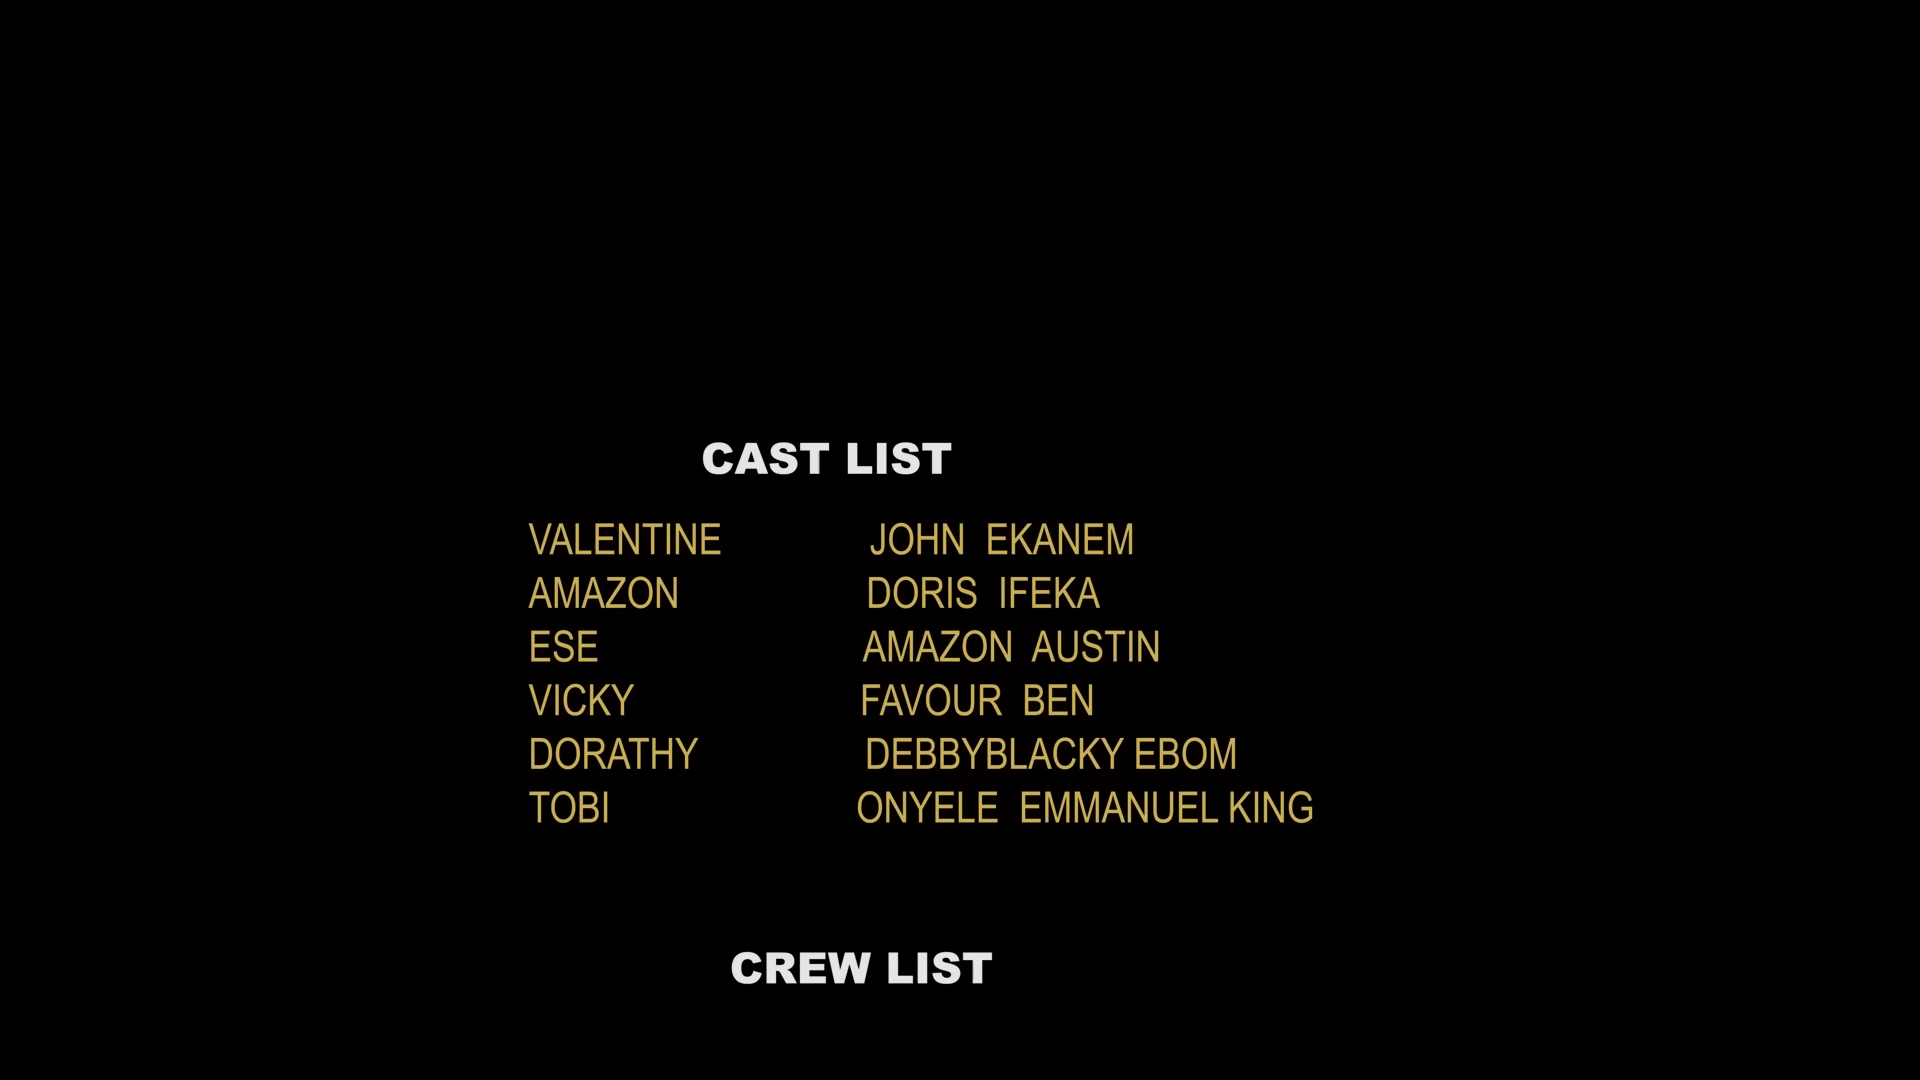 CAST LIST
VALENTINE JOHN EKANEM
AMAZON DORIS IFEKA
ESE AMAZON AUSTIN
VICKY FAVOUR BEN
DORATHY DEBBYBLACKY EBOM
TOBI ONYELE EMMANUEL KING
CREW LIST